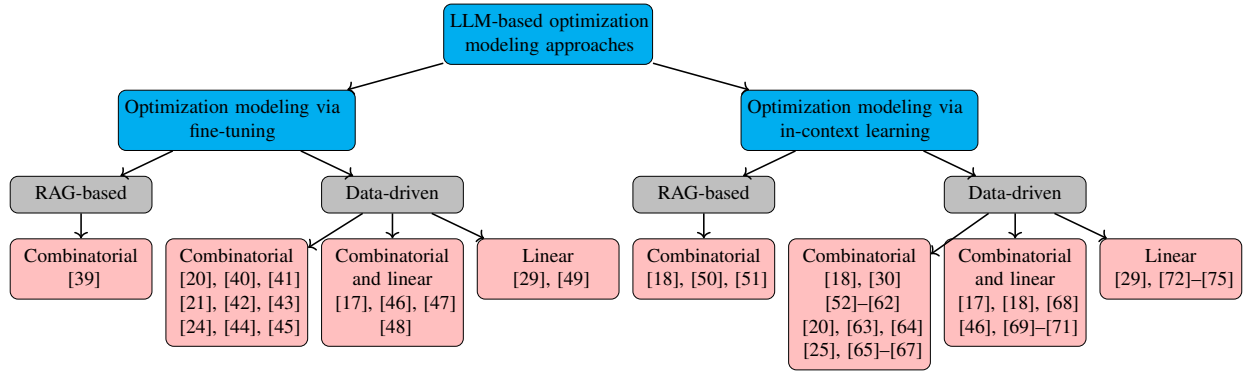 LLM-based optimization
modeling approaches
Optimization modeling via
fine-tuning
Optimization modeling via
in-context learning
RAG-based
Data-driven
RAG-based
Data-driven
Combinatorial
[39]
Combinatorial
[20], [40], [41]
[21], [42], [43]
[24], [44], [45]
Combinatorial
and linear
[17], [46], [47]
[48]
Linear
[29], [49]
Combinatorial
[18], [50], [51]
Combinatorial
[18], [30]
[52]–[62]
[20], [63], [64]
[25], [65]–[67]
Combinatorial
and linear
[17], [18], [68]
[46], [69]–[71]
Linear
[29], [72]–[75]